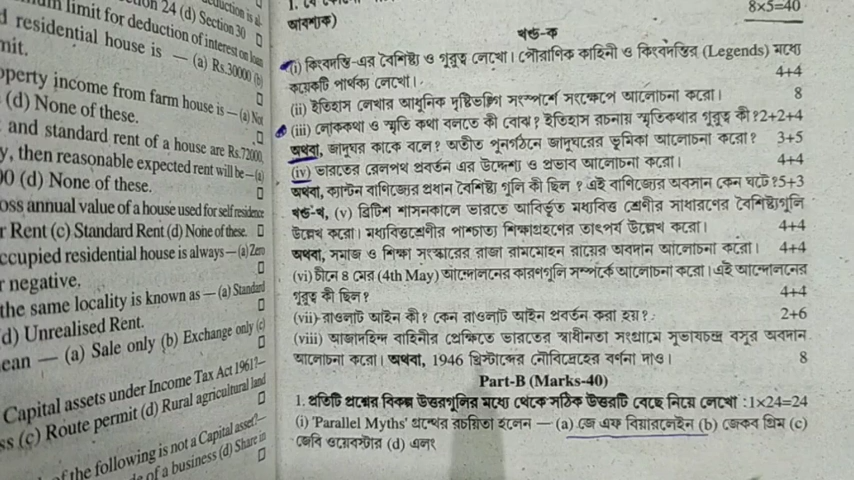 24 (d) Section 30
limit for deduction of interest on loan
residential house is — (a) Rs.30000 (b)
nit.
operty income from farm house is — (a) Not
(d) None of these.
and standard rent of a house are Rs.72000,
y, then reasonable expected rent will be —(a)
00 (d) None of these.
oss annual value of a house used for self residence
r Rent (c) Standard Rent (d) None of these.
ccupied residential house is always — (a) Zero
r negative.
the same locality is known as — (a) Standard
d) Unrealised Rent.
ean — (a) Sale only (b) Exchange only (c)
Capital assets under Income Tax Act 1961?—
ss (c) Route permit (d) Rural agricultural land
of the following is not a Capital asset?—
of a business (d) Share in
আবশ্যক) 8x5=40
খণ্ড-ক
(i) কিংবদন্তি-এর বৈশিষ্ট্য ও গুরুত্ব লেখো। পৌরাণিক কাহিনী ও কিংবদন্তির (Legends) মধ্যে
কয়েকটি পার্থক্য লেখো। 4+4
(ii) ইতিহাস লেখার আধুনিক দৃষ্টিভঙ্গি সংস্পর্শে সংক্ষেপে আলোচনা করো। 8
(iii) লোককথা ও স্মৃতি কথা বলতে কী বোঝ? ইতিহাস রচনায় স্মৃতিকথার গুরুত্ব কী?2+2+4
অথবা, জাদুঘর কাকে বলে? অতীত পুনর্গঠনে জাদুঘরের ভূমিকা আলোচনা করো? 3+5
(iv) ভারতের রেলপথ প্রবর্তন এর উদ্দেশ্য ও প্রভাব আলোচনা করো। 4+4
অথবা, ক্যান্টন বাণিজ্যের প্রধান বৈশিষ্ট্য গুলি কী ছিল? এই বাণিজ্যের অবসান কেন ঘটে?5+3
খণ্ড-খ, (v) ব্রিটিশ শাসনকালে ভারতে আবির্ভূত মধ্যবিত্ত শ্রেণীর সাধারণের বৈশিষ্ট্যগুলি
উল্লেখ করো। মধ্যবিত্তশ্রেণীর পাশ্চাত্য শিক্ষাগ্রহণের তাৎপর্য উল্লেখ করো। 4+4
অথবা, সমাজ ও শিক্ষা সংস্কারের রাজা রামমোহন রায়ের অবদান আলোচনা করো। 4+4
(vi) চীনে ৪ মের (4th May) আন্দোলনের কারণগুলি সম্পর্কে আলোচনা করো। এই আন্দোলনের
গুরুত্ব কী ছিল? 4+4
(vii) রাওলাট আইন কী? কেন রাওলাট আইন প্রবর্তন করা হয়? 2+6
(viii) আজাদহিন্দ বাহিনীর প্রেক্ষিতে ভারতের স্বাধীনতা সংগ্রামে সুভাষচন্দ্র বসুর অবদান
আলোচনা করো। অথবা, 1946 খ্রিস্টাব্দের নৌবিদ্রোহের বর্ণনা দাও। 8
Part-B (Marks-40)
1. প্রতিটি প্রশ্নের বিকল্প উত্তরগুলির মধ্যে থেকে সঠিক উত্তরটি বেছে নিয়ে লেখো :1×24=24
(i) 'Parallel Myths' গ্রন্থের রচয়িতা হলেন — (a) জে এফ বিয়ারলেইন (b) জেকব গ্রিম (c)
জেবি ওয়েবস্টার (d) এলং